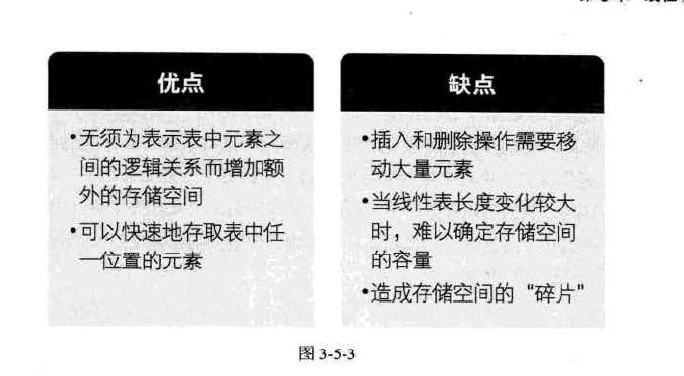 优点
•无须为表示表中元素之
间的逻辑关系而增加额
外的存储空间
•可以快速地存取表中任
一位置的元素
缺点
•插入和删除操作需要移
动大量元素
•当线性表长度变化较大
时，难以确定存储空间
的容量
•造成存储空间的“碎片”
图 3-5-3